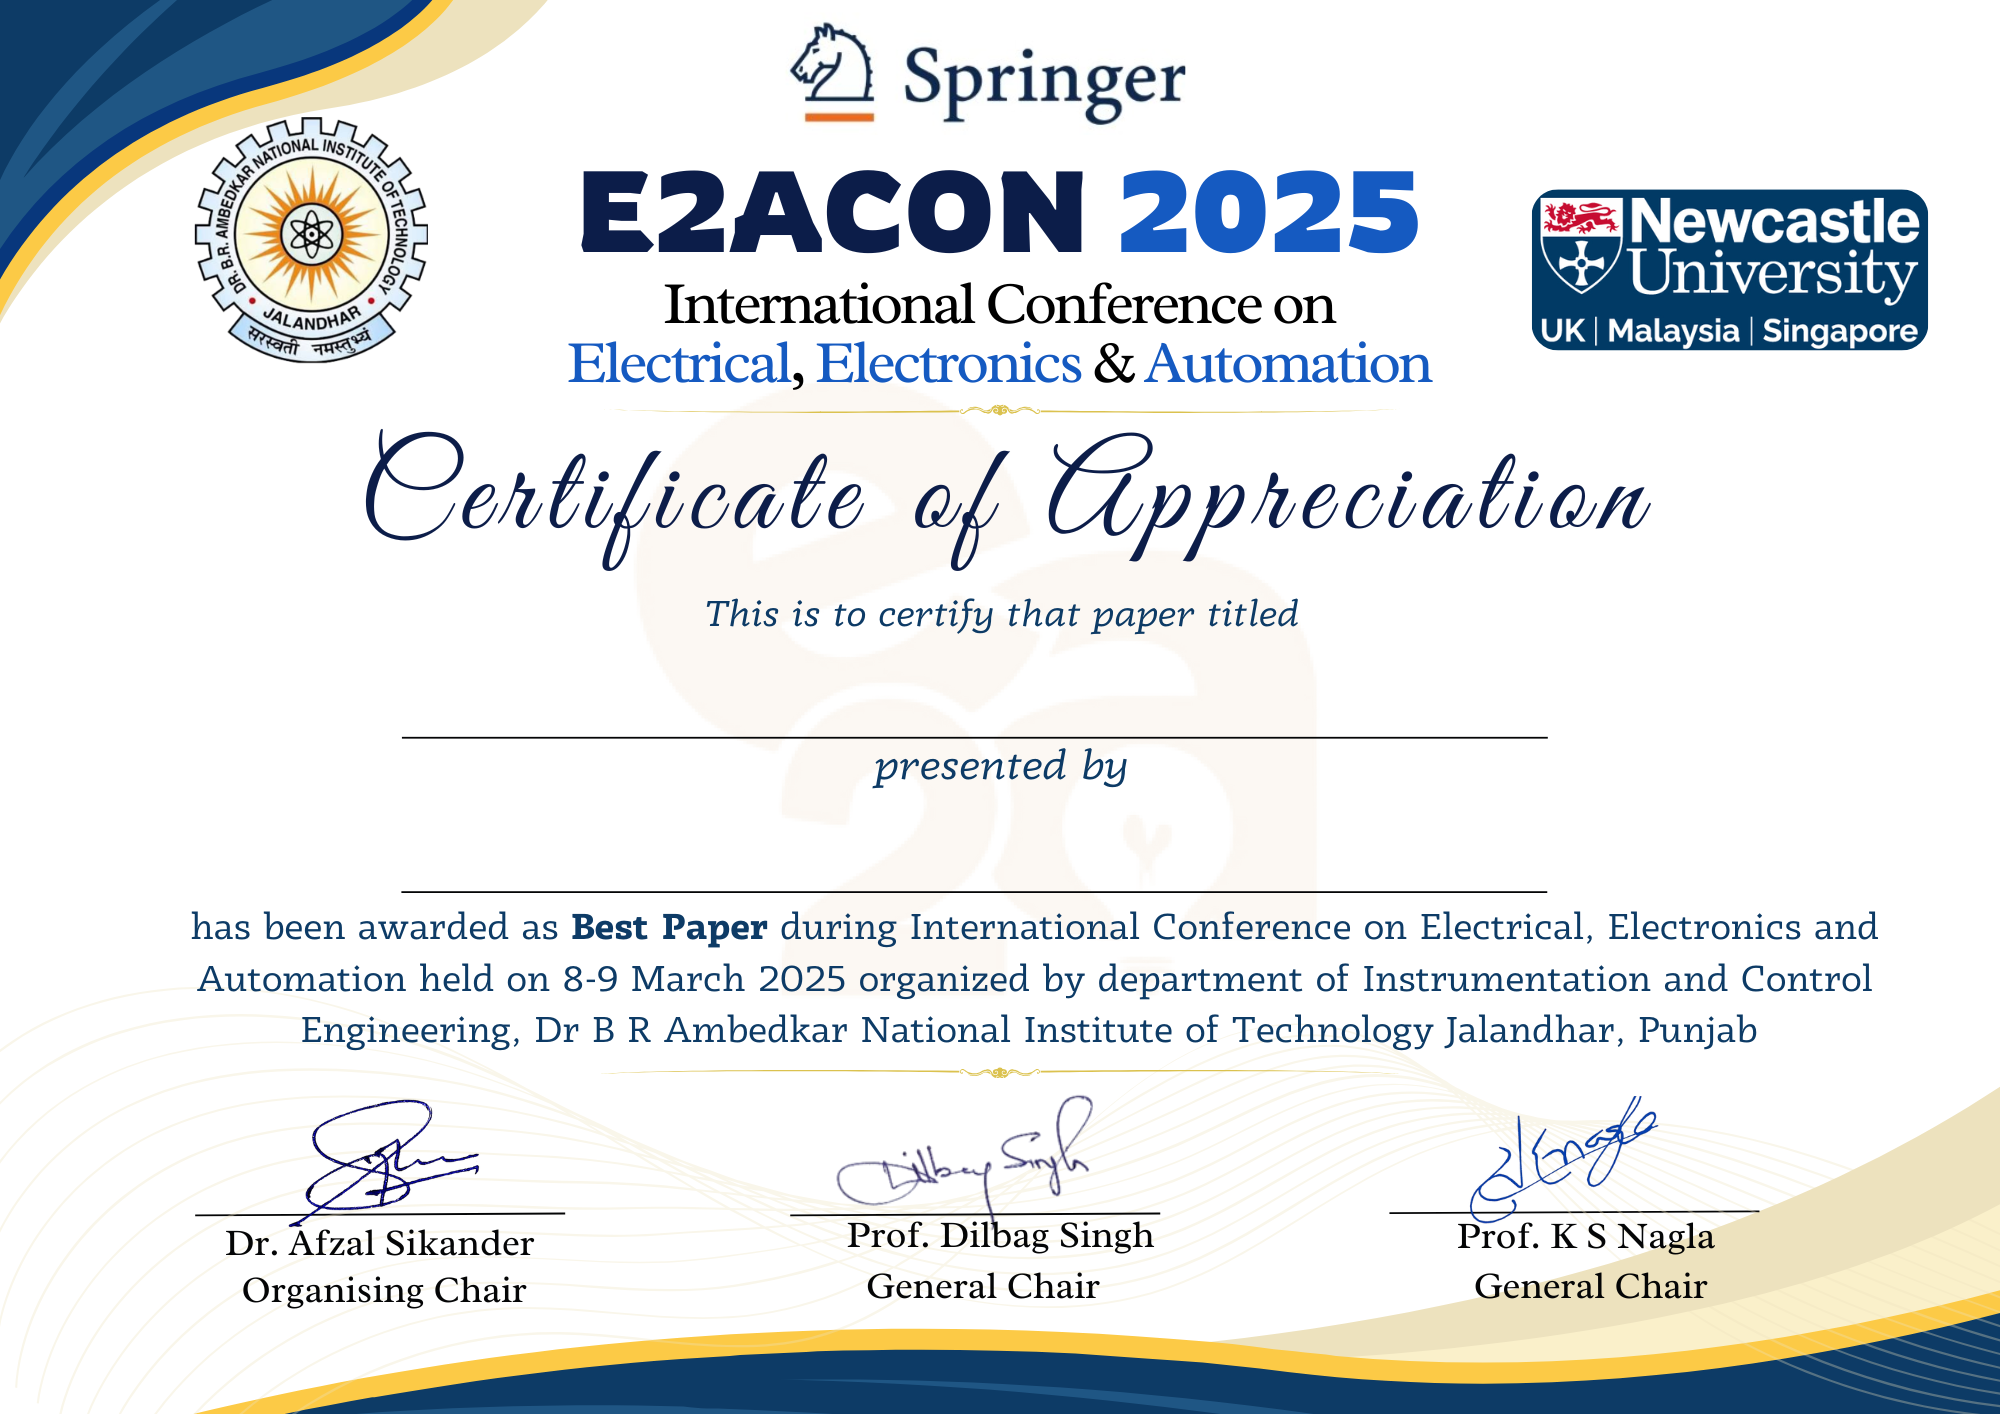 Springer
DR. B.R. AMBEDKAR NATIONAL INSTITUTE OF TECHNOLOGY
JALANDHAR
सरस्वती नमस्तुभ्यं
E2ACON 2025
International Conference on
Electrical, Electronics & Automation
Newcastle
University
UK | Malaysia | Singapore
Certificate of Appreciation
This is to certify that paper titled
presented by
has been awarded as Best Paper during International Conference on Electrical, Electronics and
Automation held on 8-9 March 2025 organized by department of Instrumentation and Control
Engineering, Dr B R Ambedkar National Institute of Technology Jalandhar, Punjab
Dilbag Singh
Dr. Afzal Sikander
Organising Chair
Prof. Dilbag Singh
General Chair
Prof. K S Nagla
General Chair